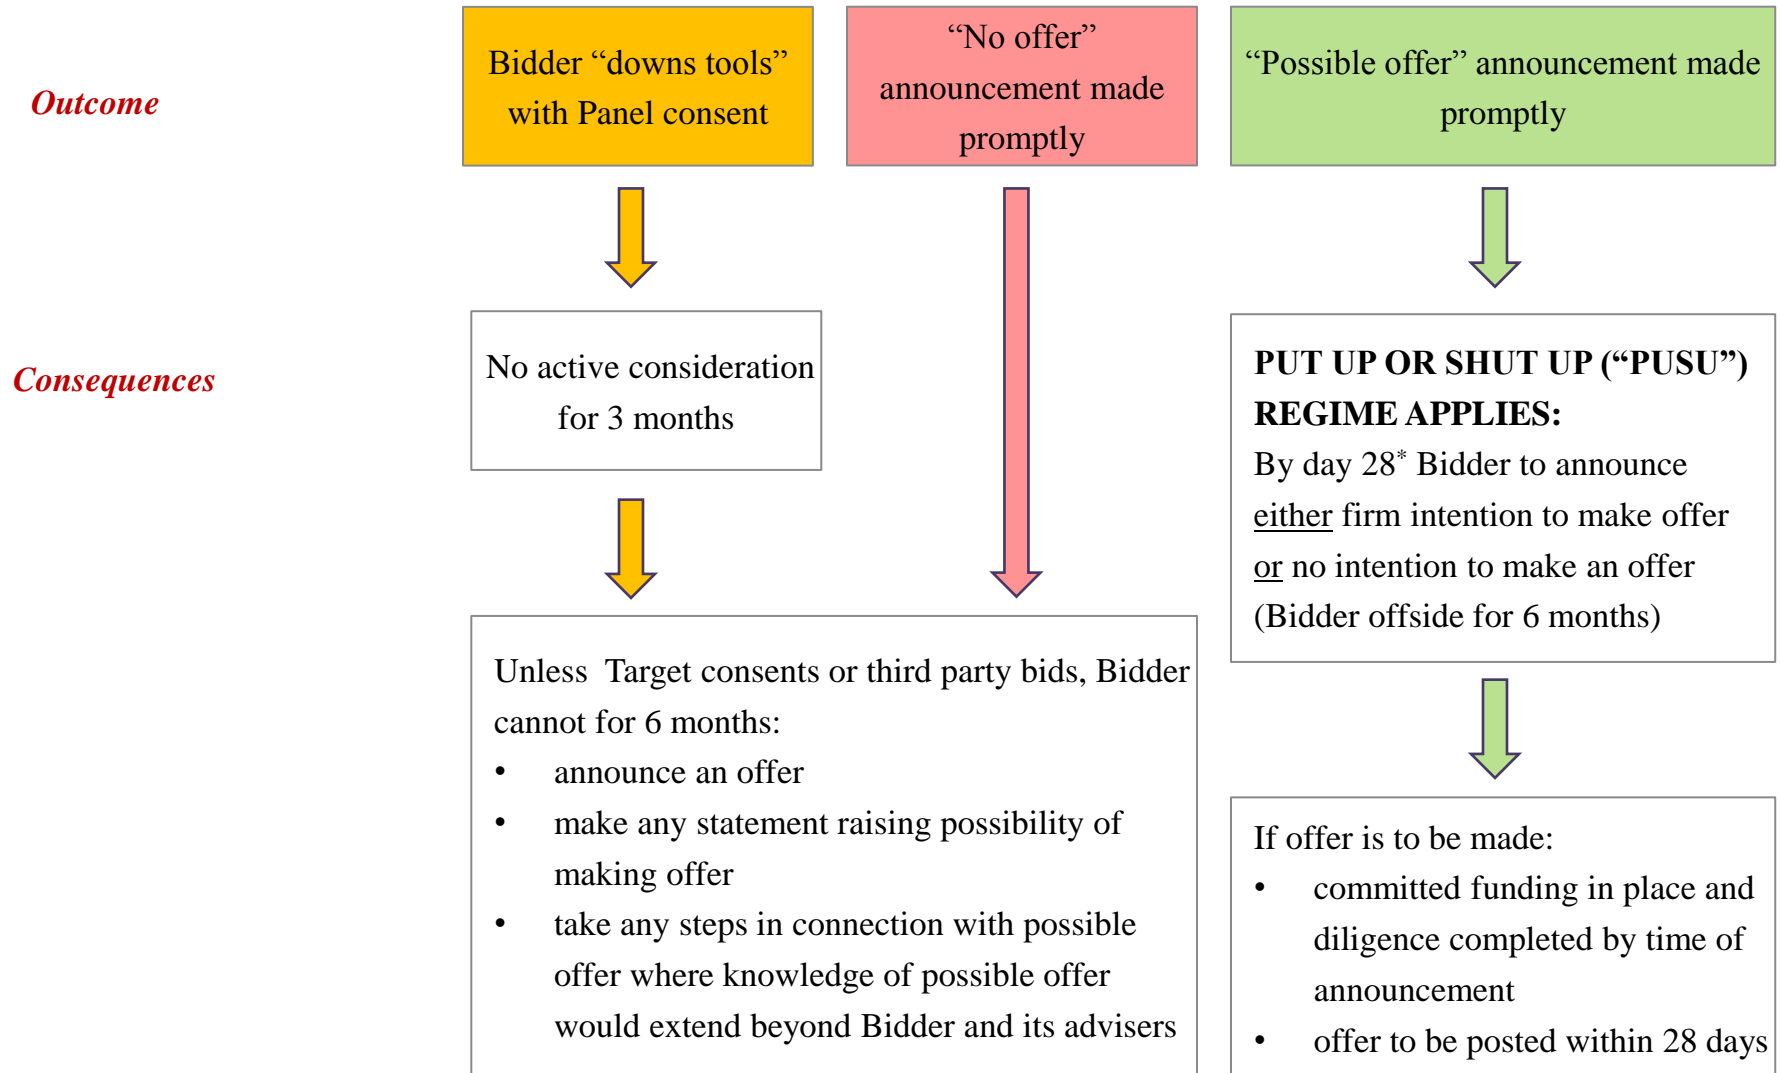 Outcome
Bidder “downs tools”
with Panel consent
“No offer”
announcement made
promptly
“Possible offer” announcement made
promptly
Consequences
No active consideration
for 3 months
PUT UP OR SHUT UP (“PUSU”)
REGIME APPLIES:
By day 28* Bidder to announce
either firm intention to make offer
or no intention to make an offer
(Bidder offside for 6 months)
Unless Target consents or third party bids, Bidder
cannot for 6 months:
• announce an offer
• make any statement raising possibility of
making offer
• take any steps in connection with possible
offer where knowledge of possible offer
would extend beyond Bidder and its advisers
If offer is to be made:
• committed funding in place and
diligence completed by time of
announcement
• offer to be posted within 28 days